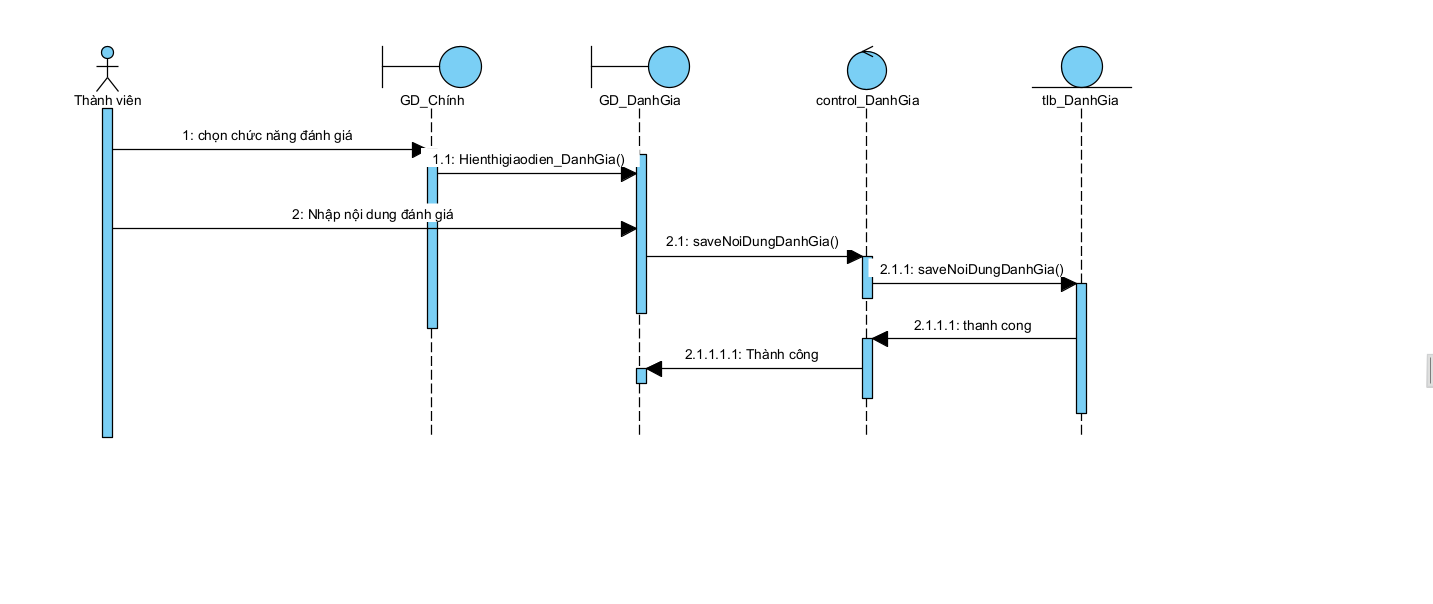 Thành viên
GD_Chính
GD_DanhGia
control_DanhGia
tlb_DanhGia
1: chọn chức năng đánh giá
1.1: Hienthigiaodien_DanhGia()
2: Nhập nội dung đánh giá
2.1: saveNoiDungDanhGia()
2.1.1: saveNoiDungDanhGia()
2.1.1.1: thanh cong
2.1.1.1.1: Thành công